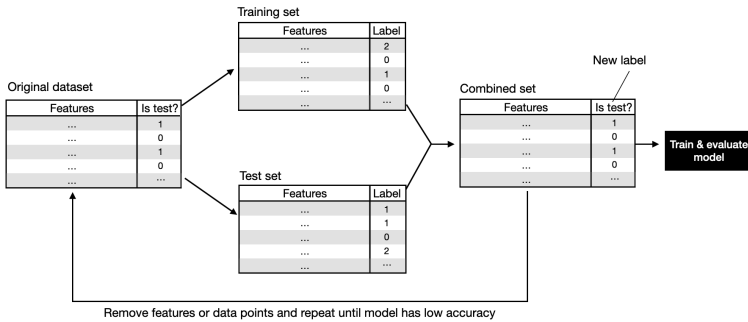 Training set
Features Label
... 2
... 0
... 1
... 0
... ...
Original dataset
Features Is test?
... 1
... 0
... 1
... 0
... ...
Test set
Features Label
... 1
... 1
... 0
... 2
... ...
New label
Combined set
Features Is test?
... 1
... 0
... 1
... 0
... ...
Train & evaluate
model
Remove features or data points and repeat until model has low accuracy